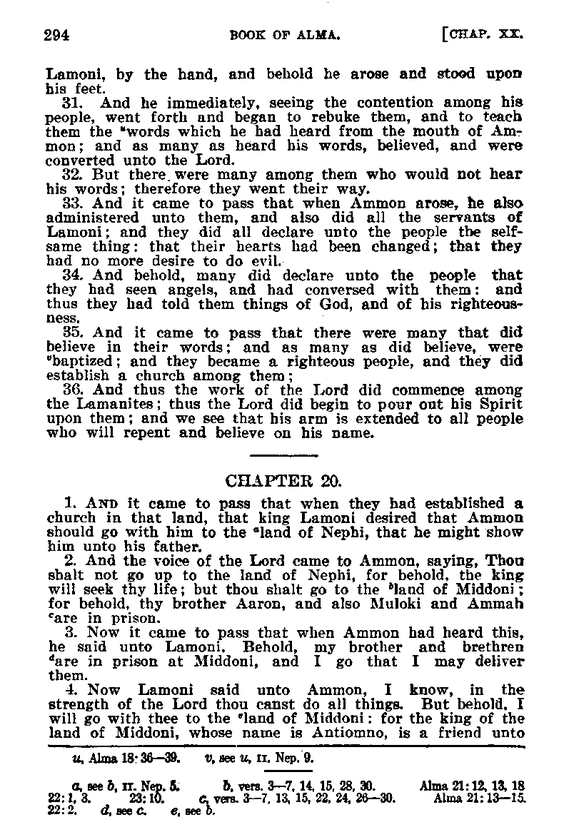 294 BOOK OF ALMA. [CHAP. XX.
Lamoni, by the hand, and behold he arose and stood upon
his feet.
31. And he immediately, seeing the contention among his
people, went forth and began to rebuke them, and to teach
them the ᵘwords which he had heard from the mouth of Am-
mon; and as many as heard his words, believed, and were
converted unto the Lord.
32. But there were many among them who would not hear
his words; therefore they went their way.
33. And it came to pass that when Ammon arose, he also
administered unto them, and also did all the servants of
Lamoni; and they did all declare unto the people the self-
same thing: that their hearts had been changed; that they
had no more desire to do evil.
34. And behold, many did declare unto the people that
they had seen angels, and had conversed with them: and
thus they had told them things of God, and of his righteous-
ness.
35. And it came to pass that there were many that did
believe in their words; and as many as did believe, were
ᵛbaptized; and they became a righteous people, and they did
establish a church among them;
36. And thus the work of the Lord did commence among
the Lamanites; thus the Lord did begin to pour out his Spirit
upon them; and we see that his arm is extended to all people
who will repent and believe on his name.
CHAPTER 20.
1. AND it came to pass that when they had established a
church in that land, that king Lamoni desired that Ammon
should go with him to the ᵃland of Nephi, that he might show
him unto his father.
2. And the voice of the Lord came to Ammon, saying, Thou
shalt not go up to the land of Nephi, for behold, the king
will seek thy life; but thou shalt go to the ᵇland of Middoni;
for behold, thy brother Aaron, and also Muloki and Ammah
ᶜare in prison.
3. Now it came to pass that when Ammon had heard this,
he said unto Lamoni, Behold, my brother and brethren
ᵈare in prison at Middoni, and I go that I may deliver
them.
4. Now Lamoni said unto Ammon, I know, in the
strength of the Lord thou canst do all things. But behold, I
will go with thee to the ᵉland of Middoni: for the king of the
land of Middoni, whose name is Antiomno, is a friend unto
u, Alma 18:36—39. v, see u, II. Nep. 9.
a, see b, II. Nep. 5. b, vers. 3—7, 14, 15, 28, 30. Alma 21:12, 13, 18
22:1, 3. 23:10. c, vers. 3—7, 13, 15, 22, 24, 26—30. Alma 21:13—15.
22:2. d, see c. e, see b.